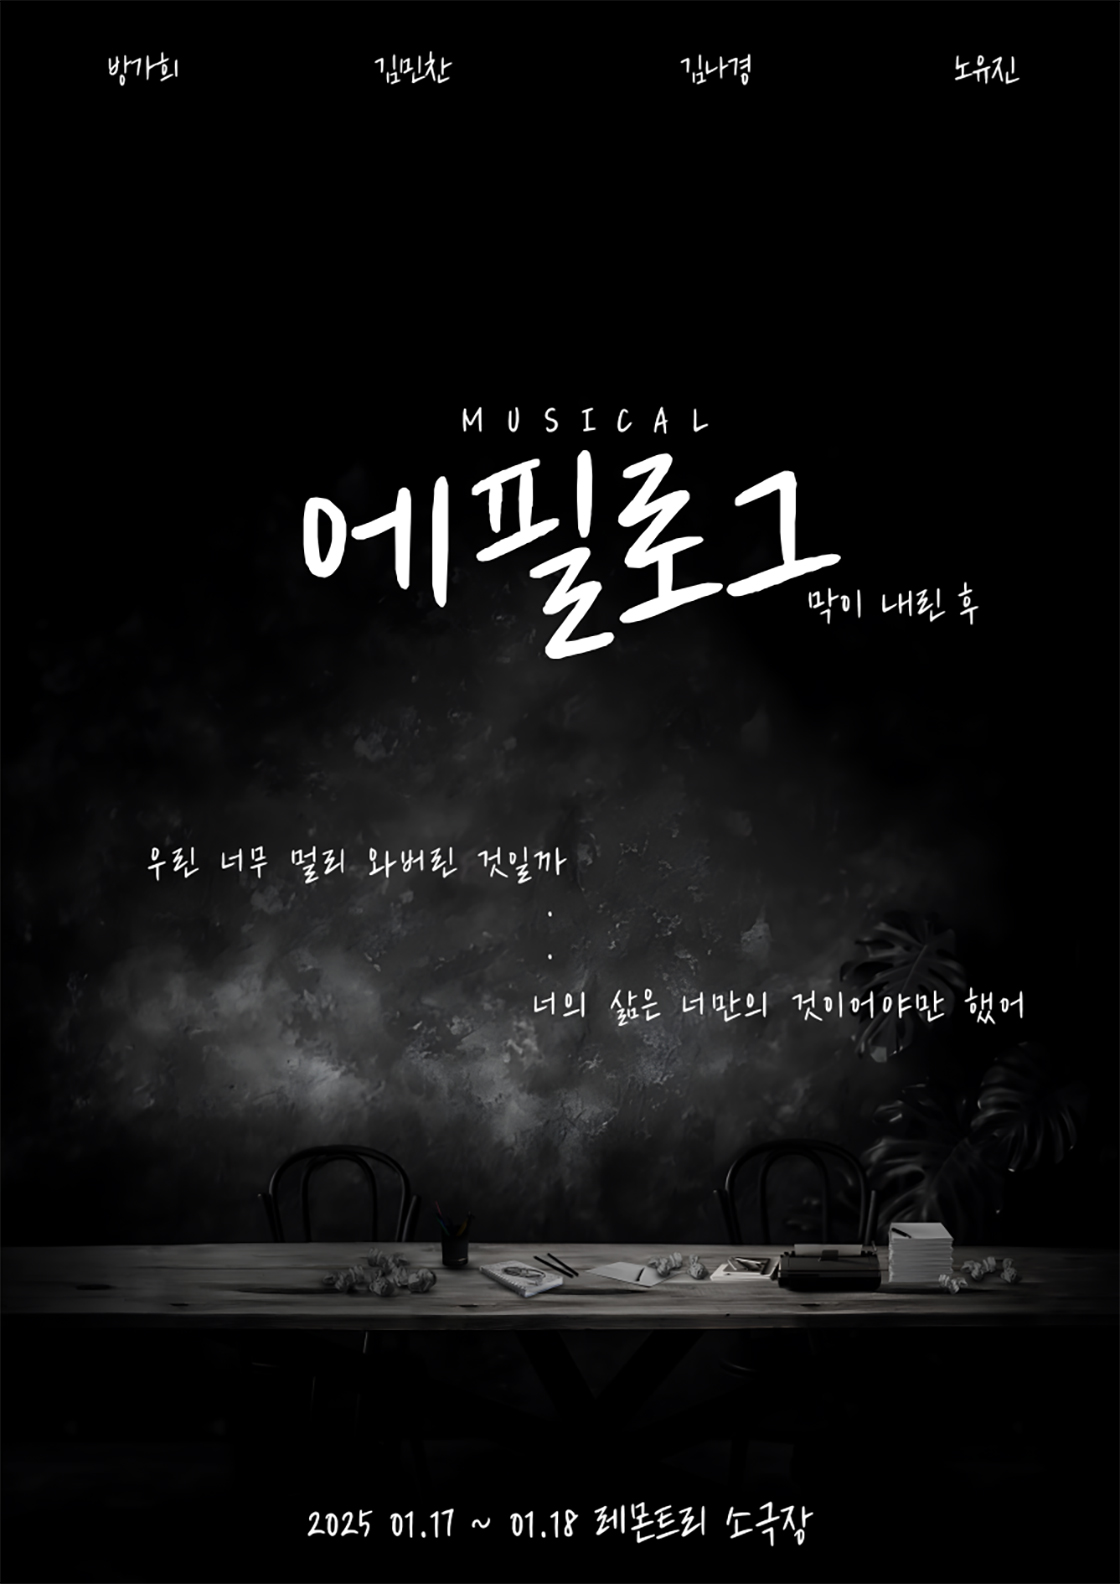 방가희 김민찬 김나경 노유진
MUSICAL
에필로그
막이 내린 후
우린 너무 멀리 와버린 것일까
:
너의 삶은 너만의 것이어야만 했어
2025 01.17 ~ 01.18 레몬트리 소극장